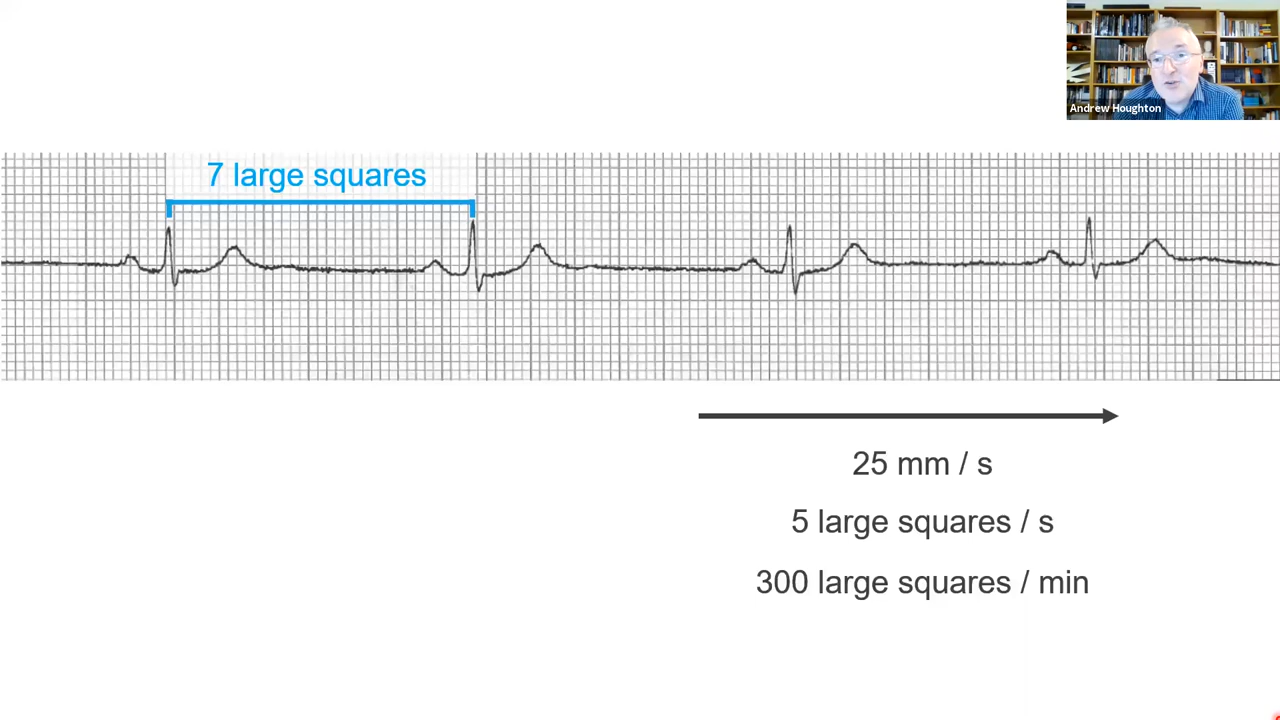 Andrew Houghton
7 large squares
25 mm / s
5 large squares / s
300 large squares / min